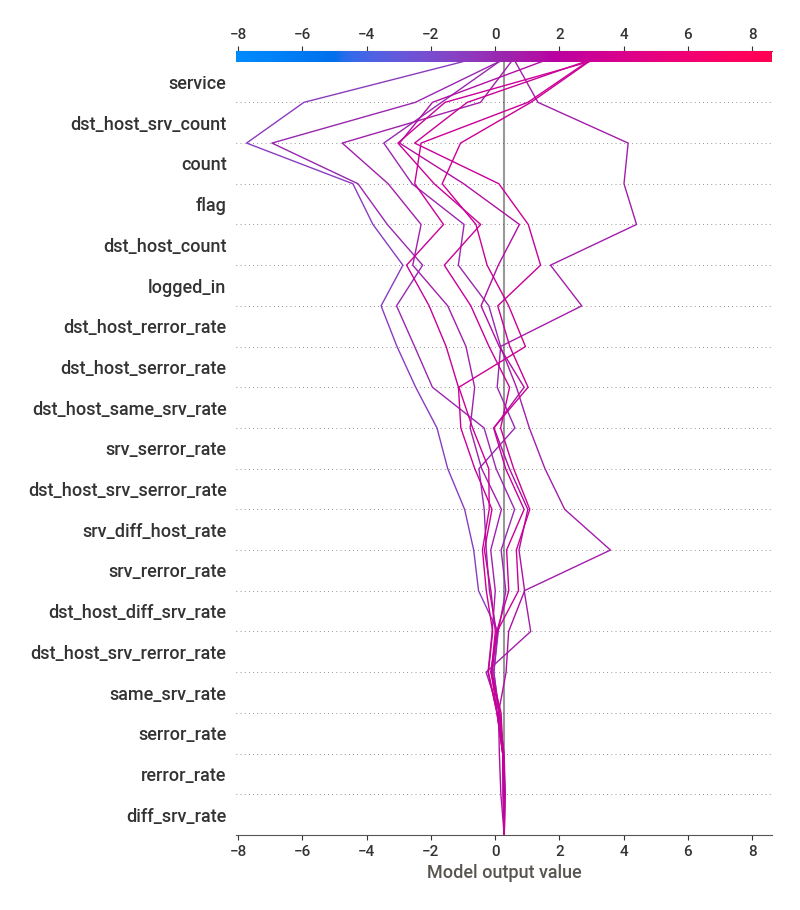 −8 −6 −4 −2 0 2 4 6 8
service
dst_host_srv_count
count
flag
dst_host_count
logged_in
dst_host_rerror_rate
dst_host_serror_rate
dst_host_same_srv_rate
srv_serror_rate
dst_host_srv_serror_rate
srv_diff_host_rate
srv_rerror_rate
dst_host_diff_srv_rate
dst_host_srv_rerror_rate
same_srv_rate
serror_rate
rerror_rate
diff_srv_rate
−8 −6 −4 −2 0 2 4 6 8
Model output value